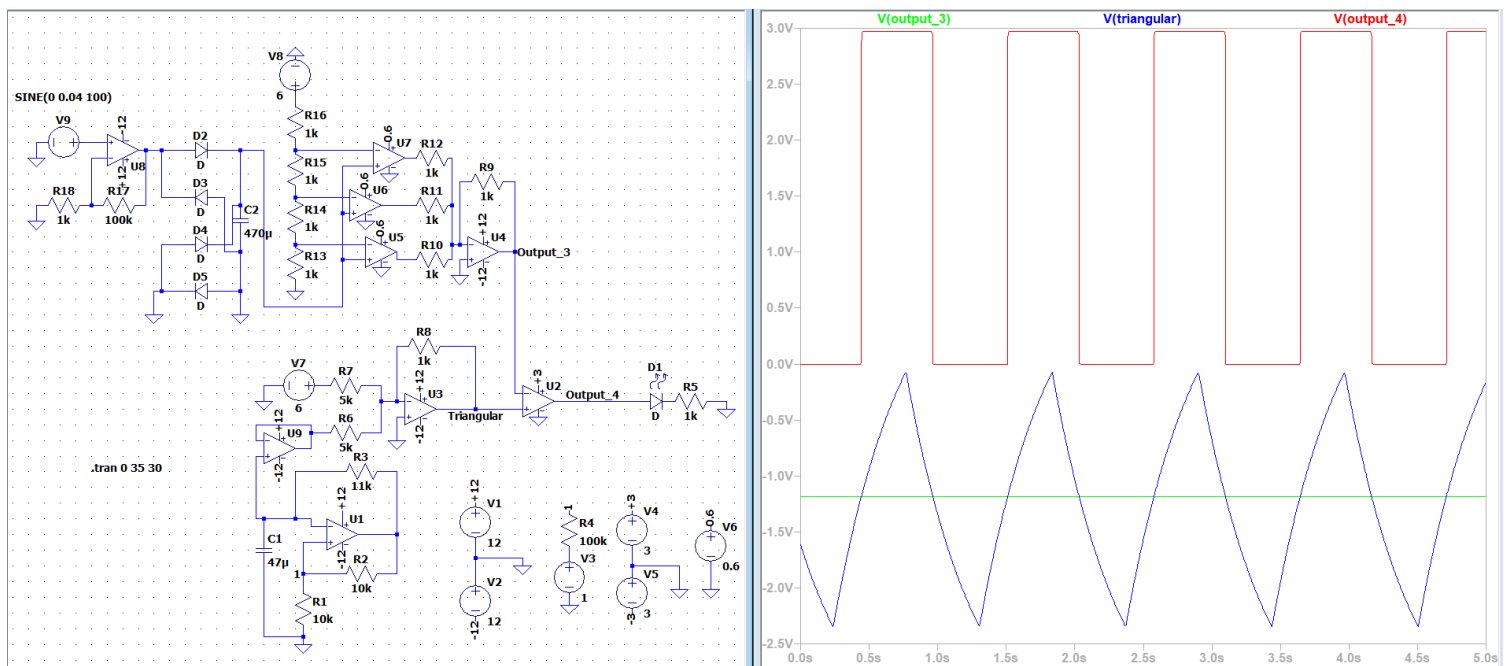 V(output_3) V(triangular) V(output_4)
SINE(0 0.04 100)
V9
-12
U8
+12
R18
1k
R17
100k
D2
D
D3
D
D4
D
D5
D
C2
470µ
V8
6
R16
1k
R15
1k
R14
1k
R13
1k
0.6
U7
0.6
U6
0.6
U5
R12
1k
R11
1k
R10
1k
R9
1k
+12
U4
-12
Output_3
V7
6
R7
5k
R6
5k
R8
1k
+12
U3
-12
Triangular
+3
U2
Output_4
D1
D
R5
1k
+12
U9
-12
.tran 0 35 30
R3
11k
+12
U1
-12
C1
47µ
1
R2
10k
R1
10k
+12
V1
12
V2
12
-12
-1
R4
100k
V3
1
+3
V4
3
V5
3
-3
0.6
V6
0.6
3.0V
2.5V
2.0V
1.5V
1.0V
0.5V
0.0V
-0.5V
-1.0V
-1.5V
-2.0V
-2.5V
0.0s 0.5s 1.0s 1.5s 2.0s 2.5s 3.0s 3.5s 4.0s 4.5s 5.0s